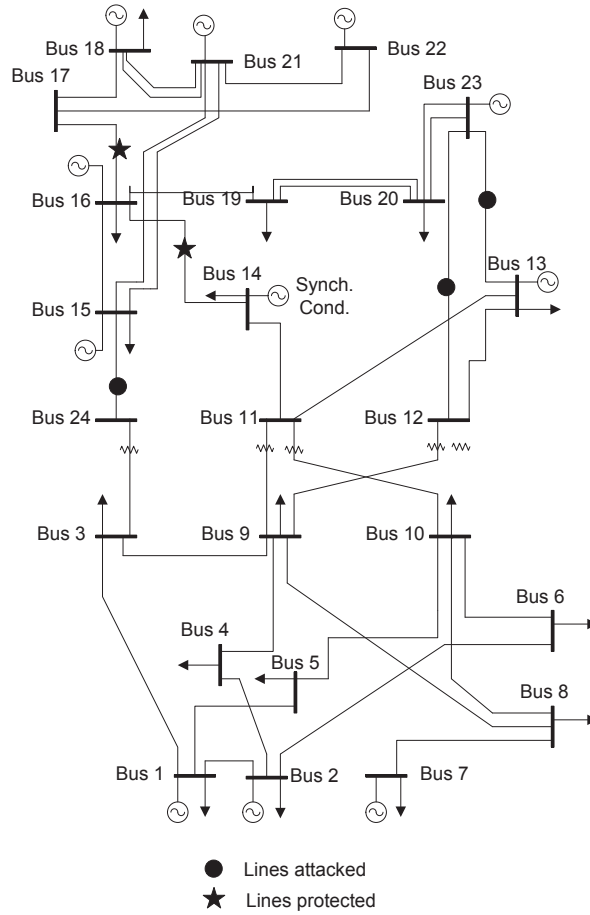 Bus 18
Bus 21
Bus 22
Bus 17
Bus 23
Bus 16
Bus 19
Bus 20
Bus 14
Synch.
Cond.
Bus 13
Bus 15
Bus 24
Bus 11
Bus 12
Bus 3
Bus 9
Bus 10
Bus 6
Bus 4
Bus 5
Bus 8
Bus 1
Bus 2
Bus 7
Lines attacked
Lines protected